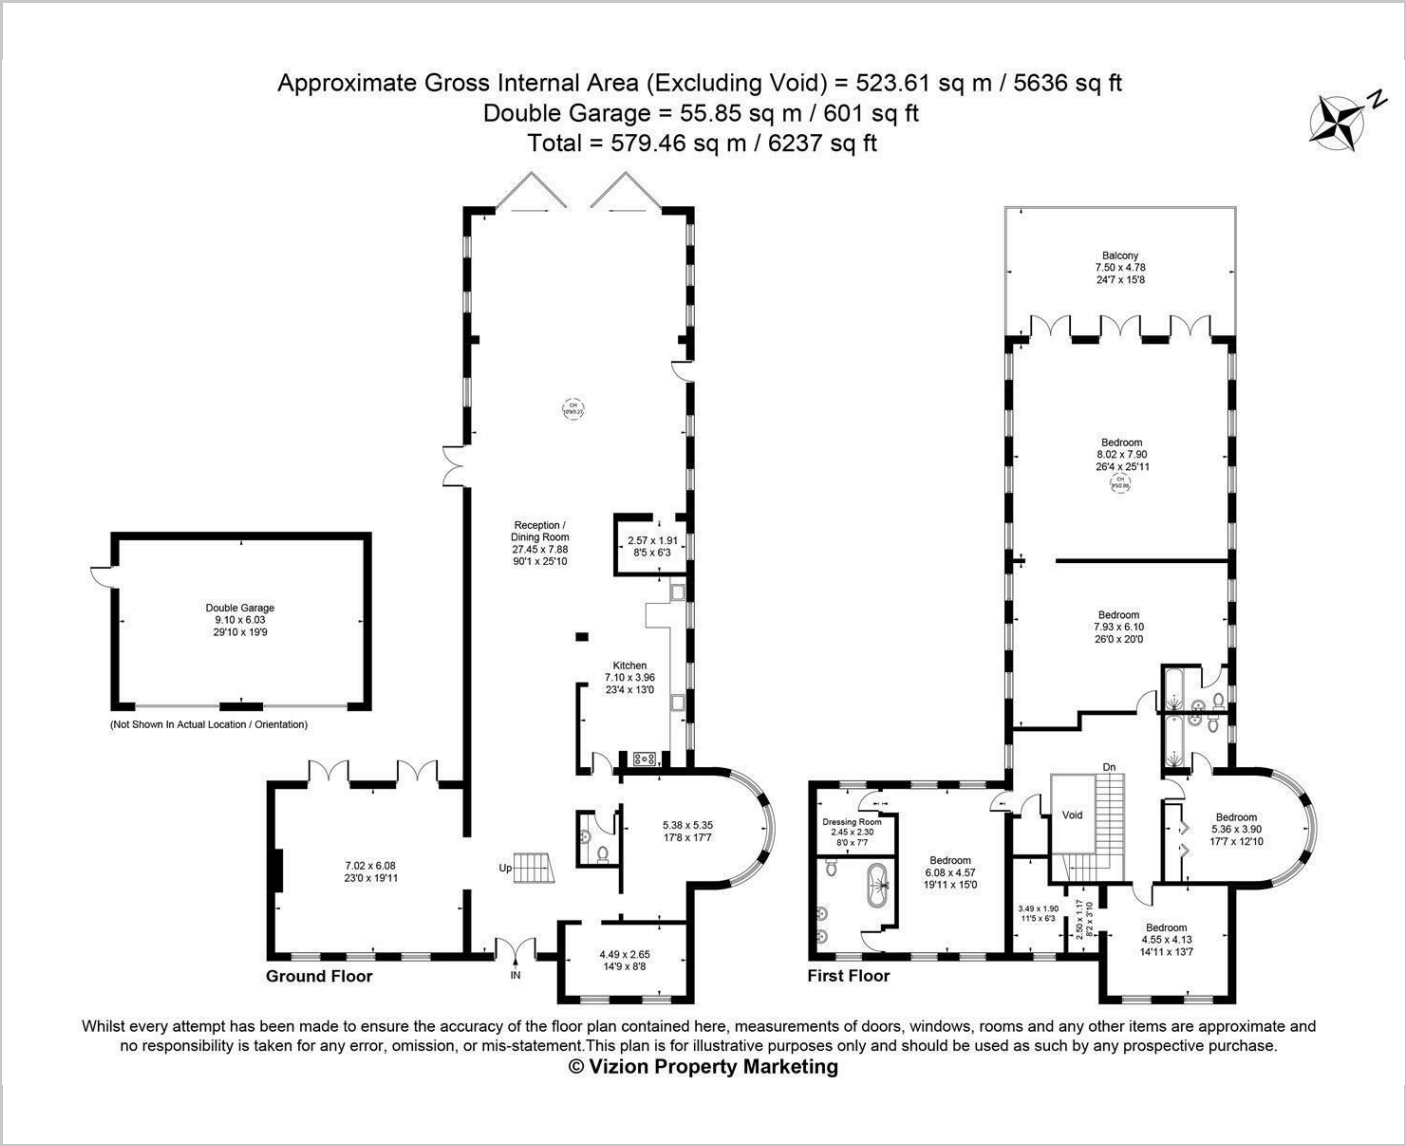 Approximate Gross Internal Area (Excluding Void) = 523.61 sq m / 5636 sq ft
Double Garage = 55.85 sq m / 601 sq ft
Total = 579.46 sq m / 6237 sq ft
N
Balcony
7.50 x 4.78
24'7 x 15'8
CH
Reception /
Dining Room
27.45 x 7.88
90'1 x 25'10
2.57 x 1.91
8'5 x 6'3
Bedroom
8.02 x 7.90
26'4 x 25'11
CH
Double Garage
9.10 x 6.03
29'10 x 19'9
(Not Shown In Actual Location / Orientation)
Kitchen
7.10 x 3.96
23'4 x 13'0
Bedroom
7.93 x 6.10
26'0 x 20'0
7.02 x 6.08
23'0 x 19'11
Up
5.38 x 5.35
17'8 x 17'7
4.49 x 2.65
14'9 x 8'8
IN
Ground Floor
Dn
Void
Dressing Room
2.45 x 2.30
8'0 x 7'7
Bedroom
6.08 x 4.57
19'11 x 15'0
Bedroom
5.36 x 3.90
17'7 x 12'10
3.49 x 1.90
11'5 x 6'3
2.50 x 1.17
8'2 x 3'10
Bedroom
4.55 x 4.13
14'11 x 13'7
First Floor
Whilst every attempt has been made to ensure the accuracy of the floor plan contained here, measurements of doors, windows, rooms and any other items are approximate and
no responsibility is taken for any error, omission, or mis-statement.This plan is for illustrative purposes only and should be used as such by any prospective purchase.
© Vizion Property Marketing